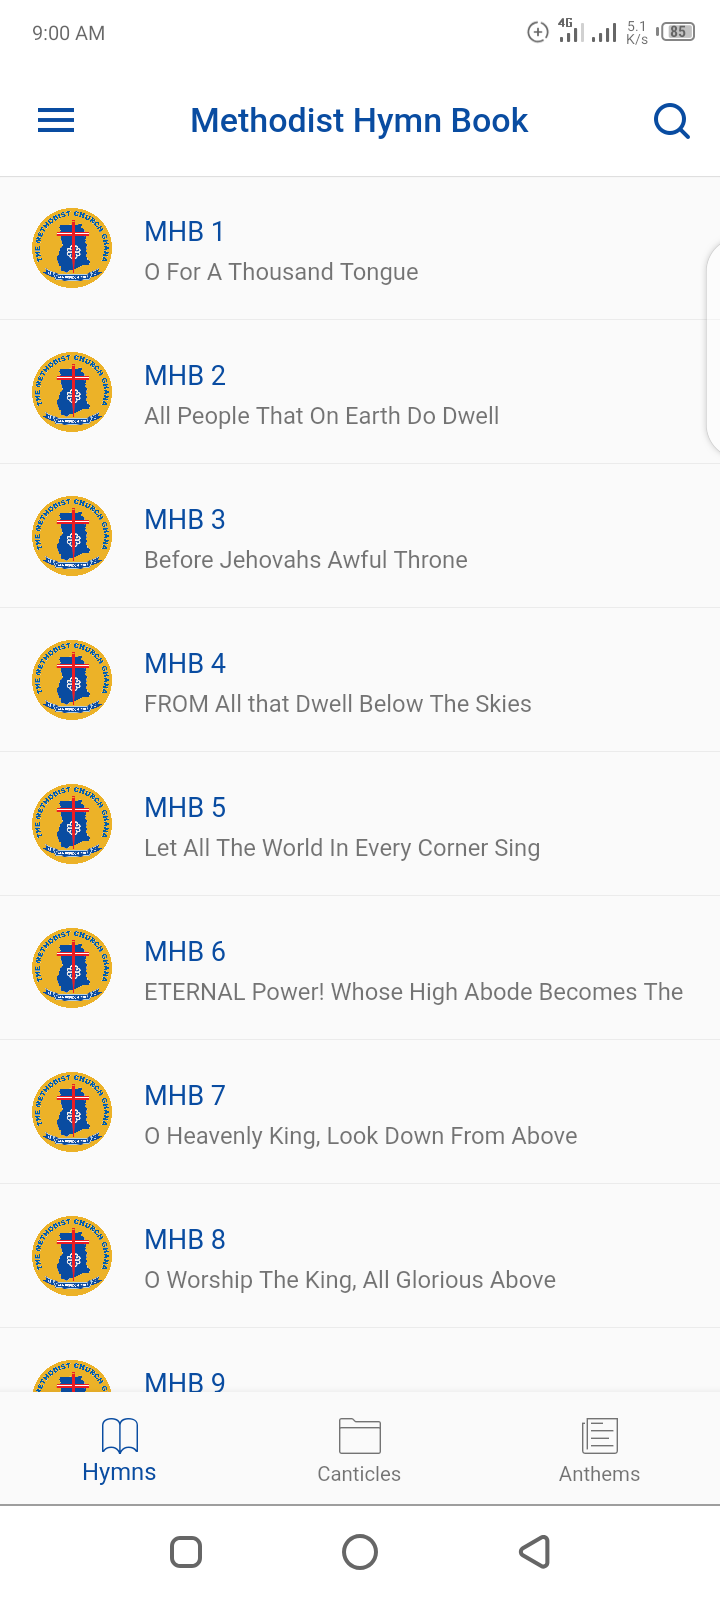 9:00 AM
4G
5.1
K/s
85
Methodist Hymn Book
THE METHODIST CHURCH GHANA
MHB 1
O For A Thousand Tongue
THE METHODIST CHURCH GHANA
MHB 2
All People That On Earth Do Dwell
THE METHODIST CHURCH GHANA
MHB 3
Before Jehovahs Awful Throne
THE METHODIST CHURCH GHANA
MHB 4
FROM All that Dwell Below The Skies
THE METHODIST CHURCH GHANA
MHB 5
Let All The World In Every Corner Sing
THE METHODIST CHURCH GHANA
MHB 6
ETERNAL Power! Whose High Abode Becomes The
THE METHODIST CHURCH GHANA
MHB 7
O Heavenly King, Look Down From Above
THE METHODIST CHURCH GHANA
MHB 8
O Worship The King, All Glorious Above
MHB 9
Hymns
Canticles
Anthems